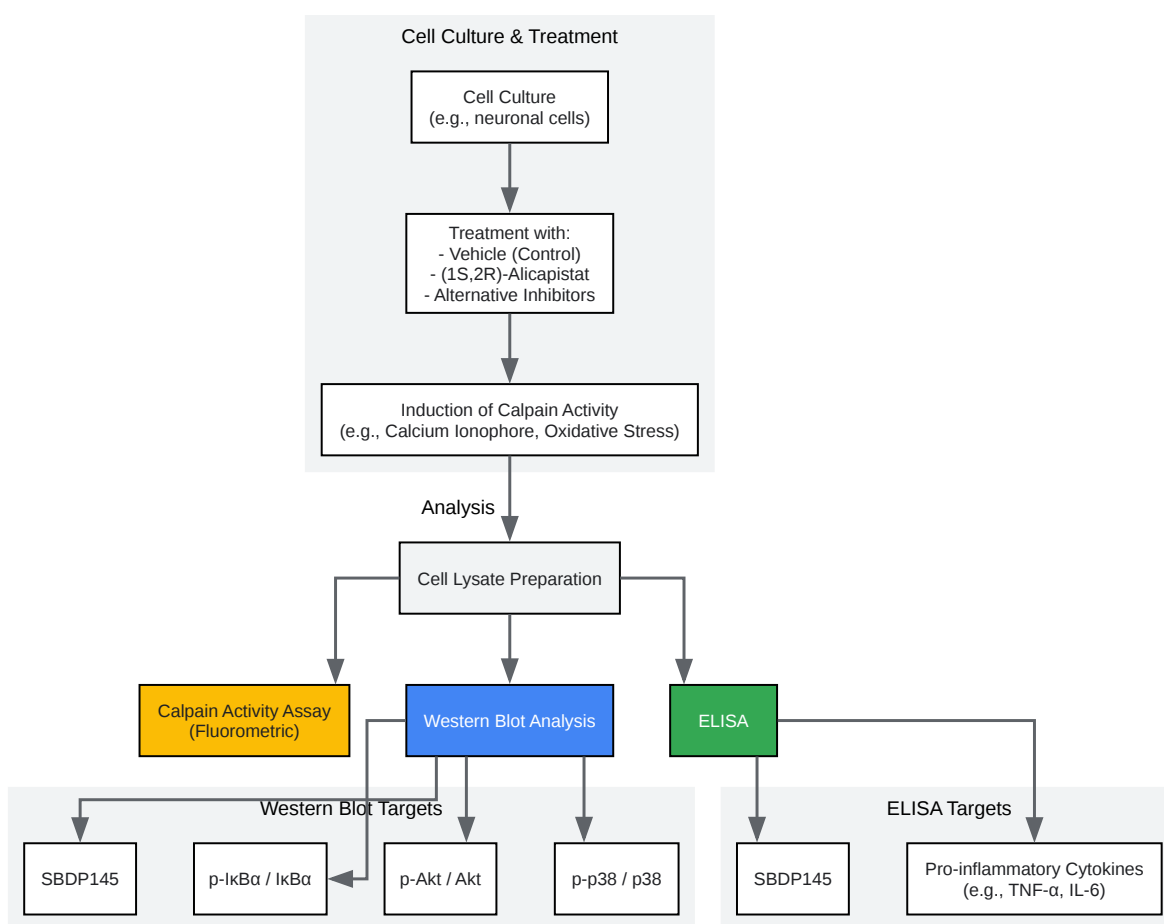 Cell Culture & Treatment
Cell Culture
(e.g., neuronal cells)
Treatment with:
- Vehicle (Control)
- (1S,2R)-Alicapistat
- Alternative Inhibitors
Induction of Calpain Activity
(e.g., Calcium Ionophore, Oxidative Stress)
Analysis
Cell Lysate Preparation
Calpain Activity Assay
(Fluorometric)
Western Blot Analysis
ELISA
Western Blot Targets
ELISA Targets
SBDP145
p-IκBα / IκBα
p-Akt / Akt
p-p38 / p38
SBDP145
Pro-inflammatory Cytokines
(e.g., TNF-α, IL-6)